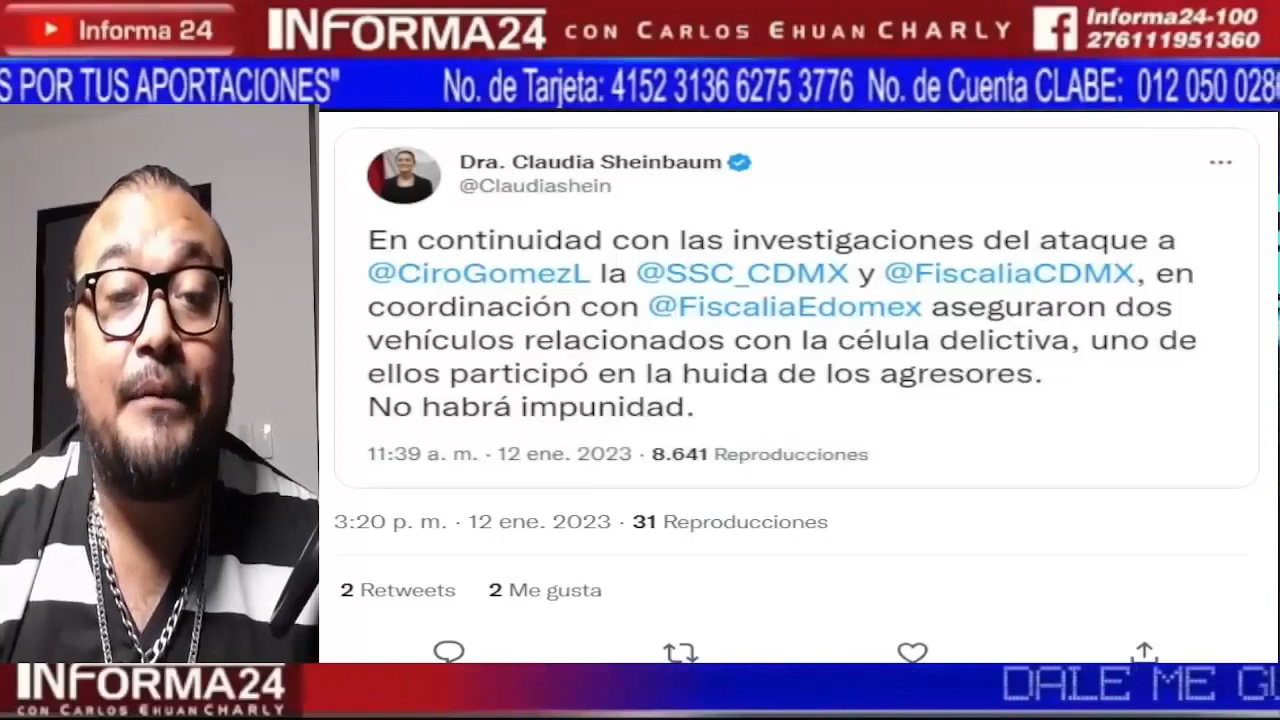 Informa 24
INFORMA24 CON CARLOS EHUAN CHARLY
Informa24-100
276111951360
S POR TUS APORTACIONES" No. de Tarjeta: 4152 3136 6275 3776 No. de Cuenta CLABE: 012 050 028
Dra. Claudia Sheinbaum
@Claudiashein
En continuidad con las investigaciones del ataque a
@CiroGomezL la @SSC_CDMX y @FiscaliaCDMX, en
coordinación con @FiscaliaEdomex aseguraron dos
vehículos relacionados con la célula delictiva, uno de
ellos participó en la huida de los agresores.
No habrá impunidad.
11:39 a. m. · 12 ene. 2023 · 8.641 Reproducciones
3:20 p. m. · 12 ene. 2023 · 31 Reproducciones
2 Retweets 2 Me gusta
INFORMA24
CON CARLOS EHUAN CHARLY
DALE ME GU